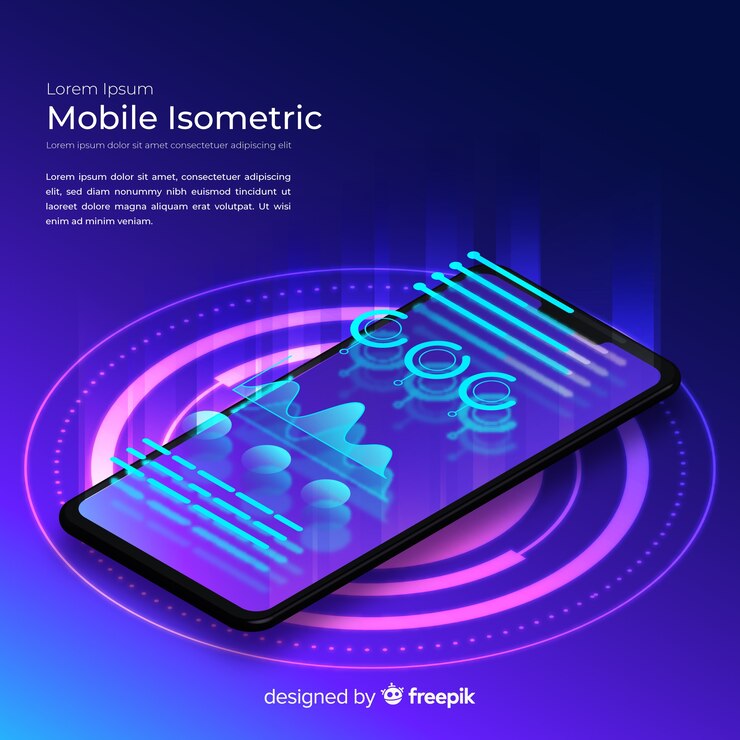 Lorem Ipsum
Mobile Isometric
Lorem ipsum dolor sit amet consectetuer adipiscing elit
Lorem ipsum dolor sit amet, consectetuer adipiscing
elit, sed diam nonummy nibh euismod tincidunt ut
laoreet dolore magna aliquam erat volutpat. Ut wisi
enim ad minim veniam.
designed by freepik